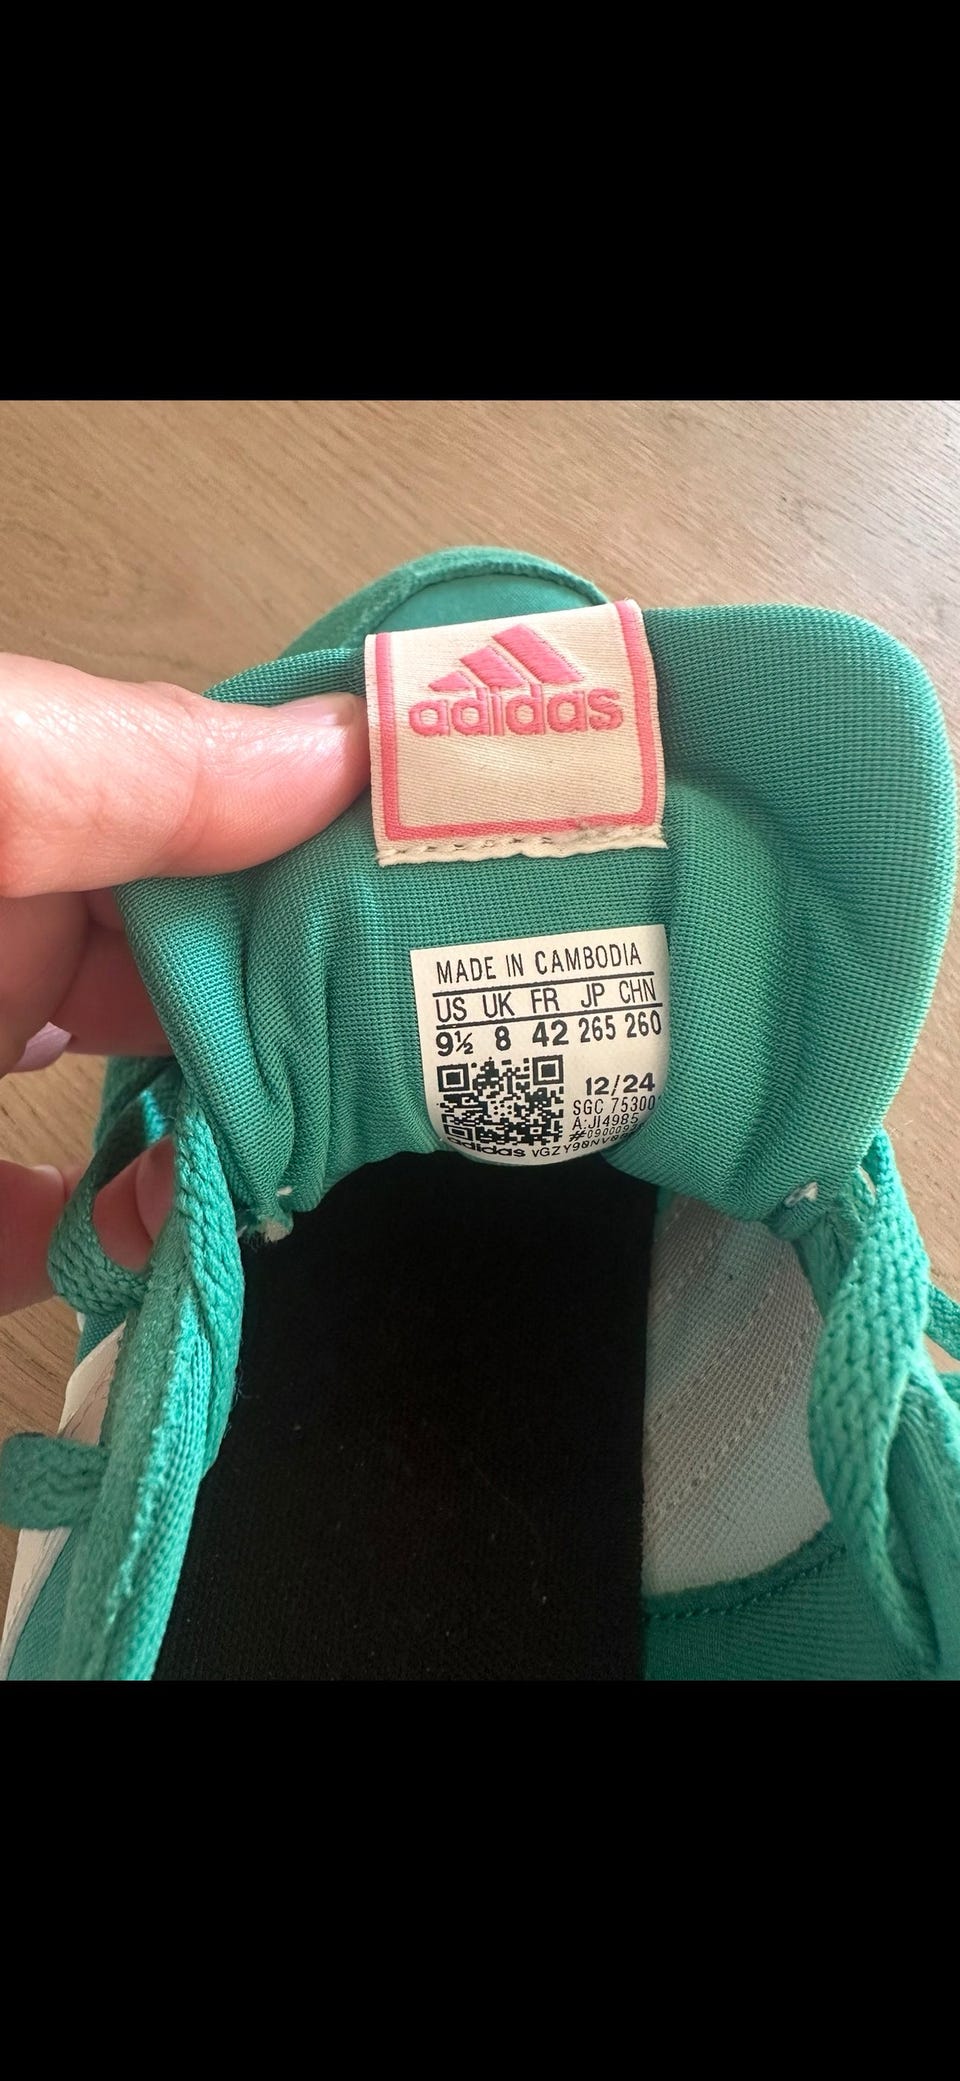 adidas
MADE IN CAMBODIA
US UK FR JP CHN
9½ 8 42 265 260
12/24
SGC 75300
A:JI4985
adidas